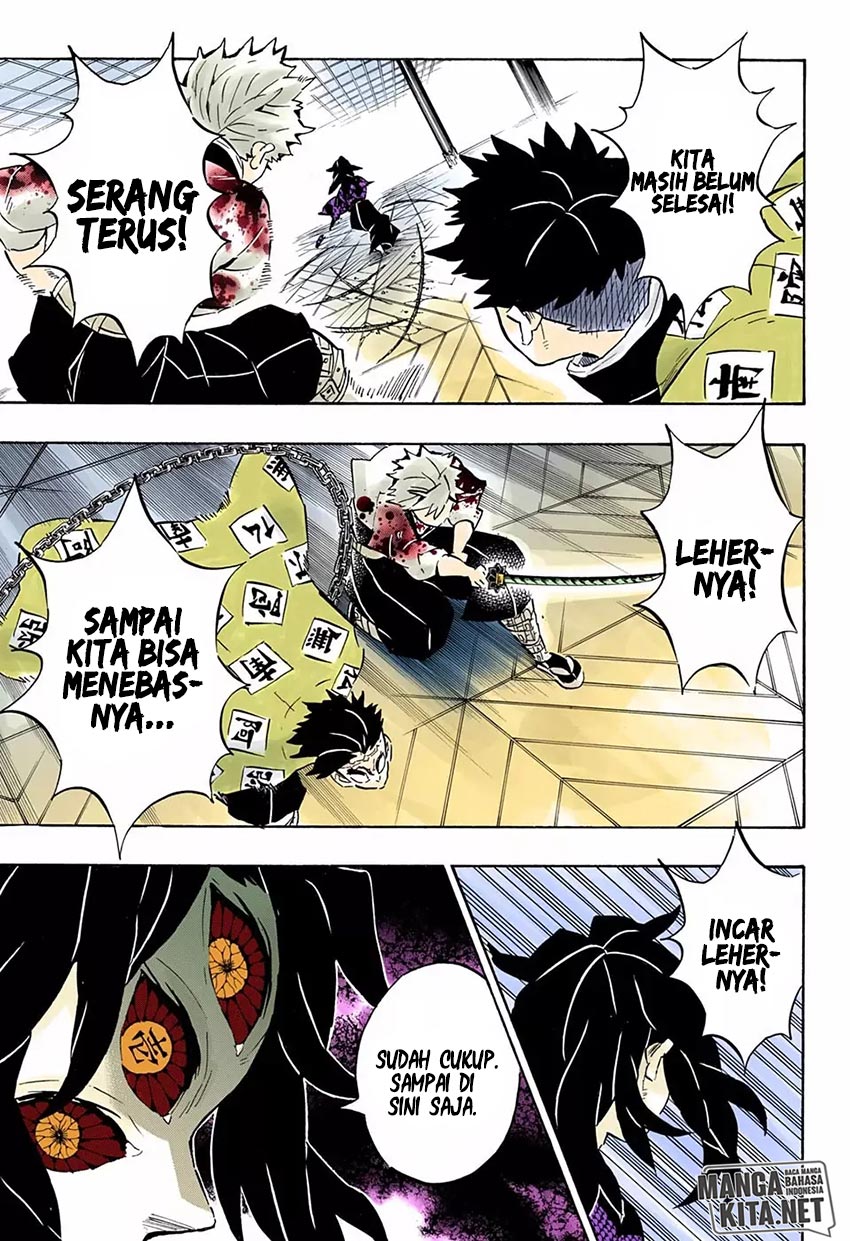 KITA
MASIH BELUM
SELESAI!
SERANG
TERUS!
LEHER-
NYA!
SAMPAI
KITA BISA
MENEBAS-
NYA...
INCAR
LEHER-
NYA!
SUDAH CUKUP.
SAMPAI DI
SINI SAJA.
壱
MANGA
KITA.NET
BACA MANGA
BAHASA
INDONESIA